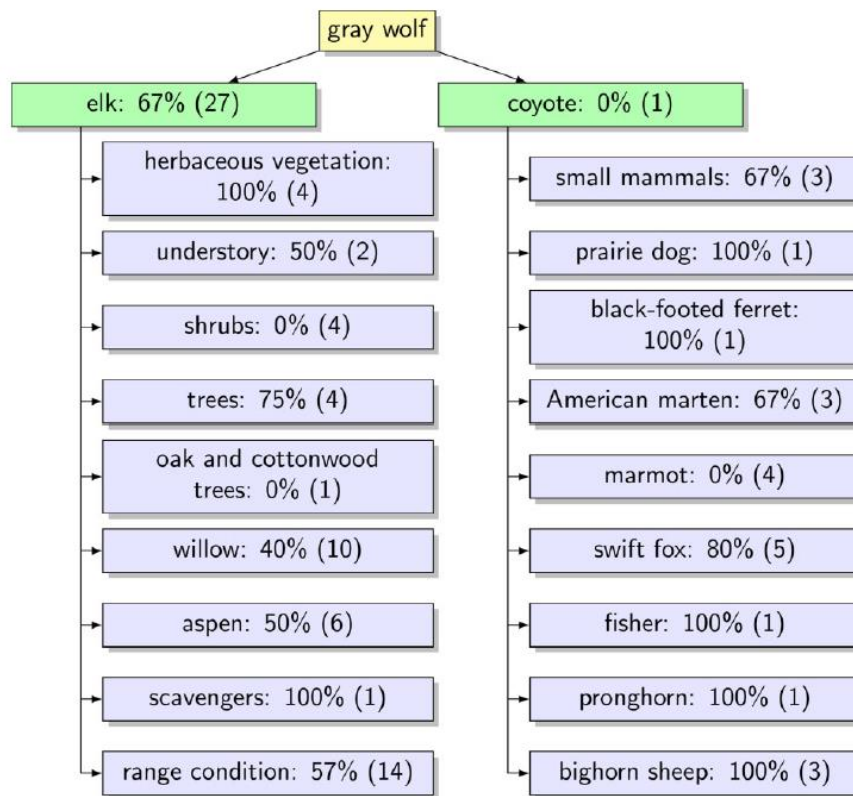 gray wolf
elk: 67% (27)
coyote: 0% (1)
herbaceous vegetation:
100% (4)
understory: 50% (2)
shrubs: 0% (4)
trees: 75% (4)
oak and cottonwood
trees: 0% (1)
willow: 40% (10)
aspen: 50% (6)
scavengers: 100% (1)
range condition: 57% (14)
small mammals: 67% (3)
prairie dog: 100% (1)
black-footed ferret:
100% (1)
American marten: 67% (3)
marmot: 0% (4)
swift fox: 80% (5)
fisher: 100% (1)
pronghorn: 100% (1)
bighorn sheep: 100% (3)